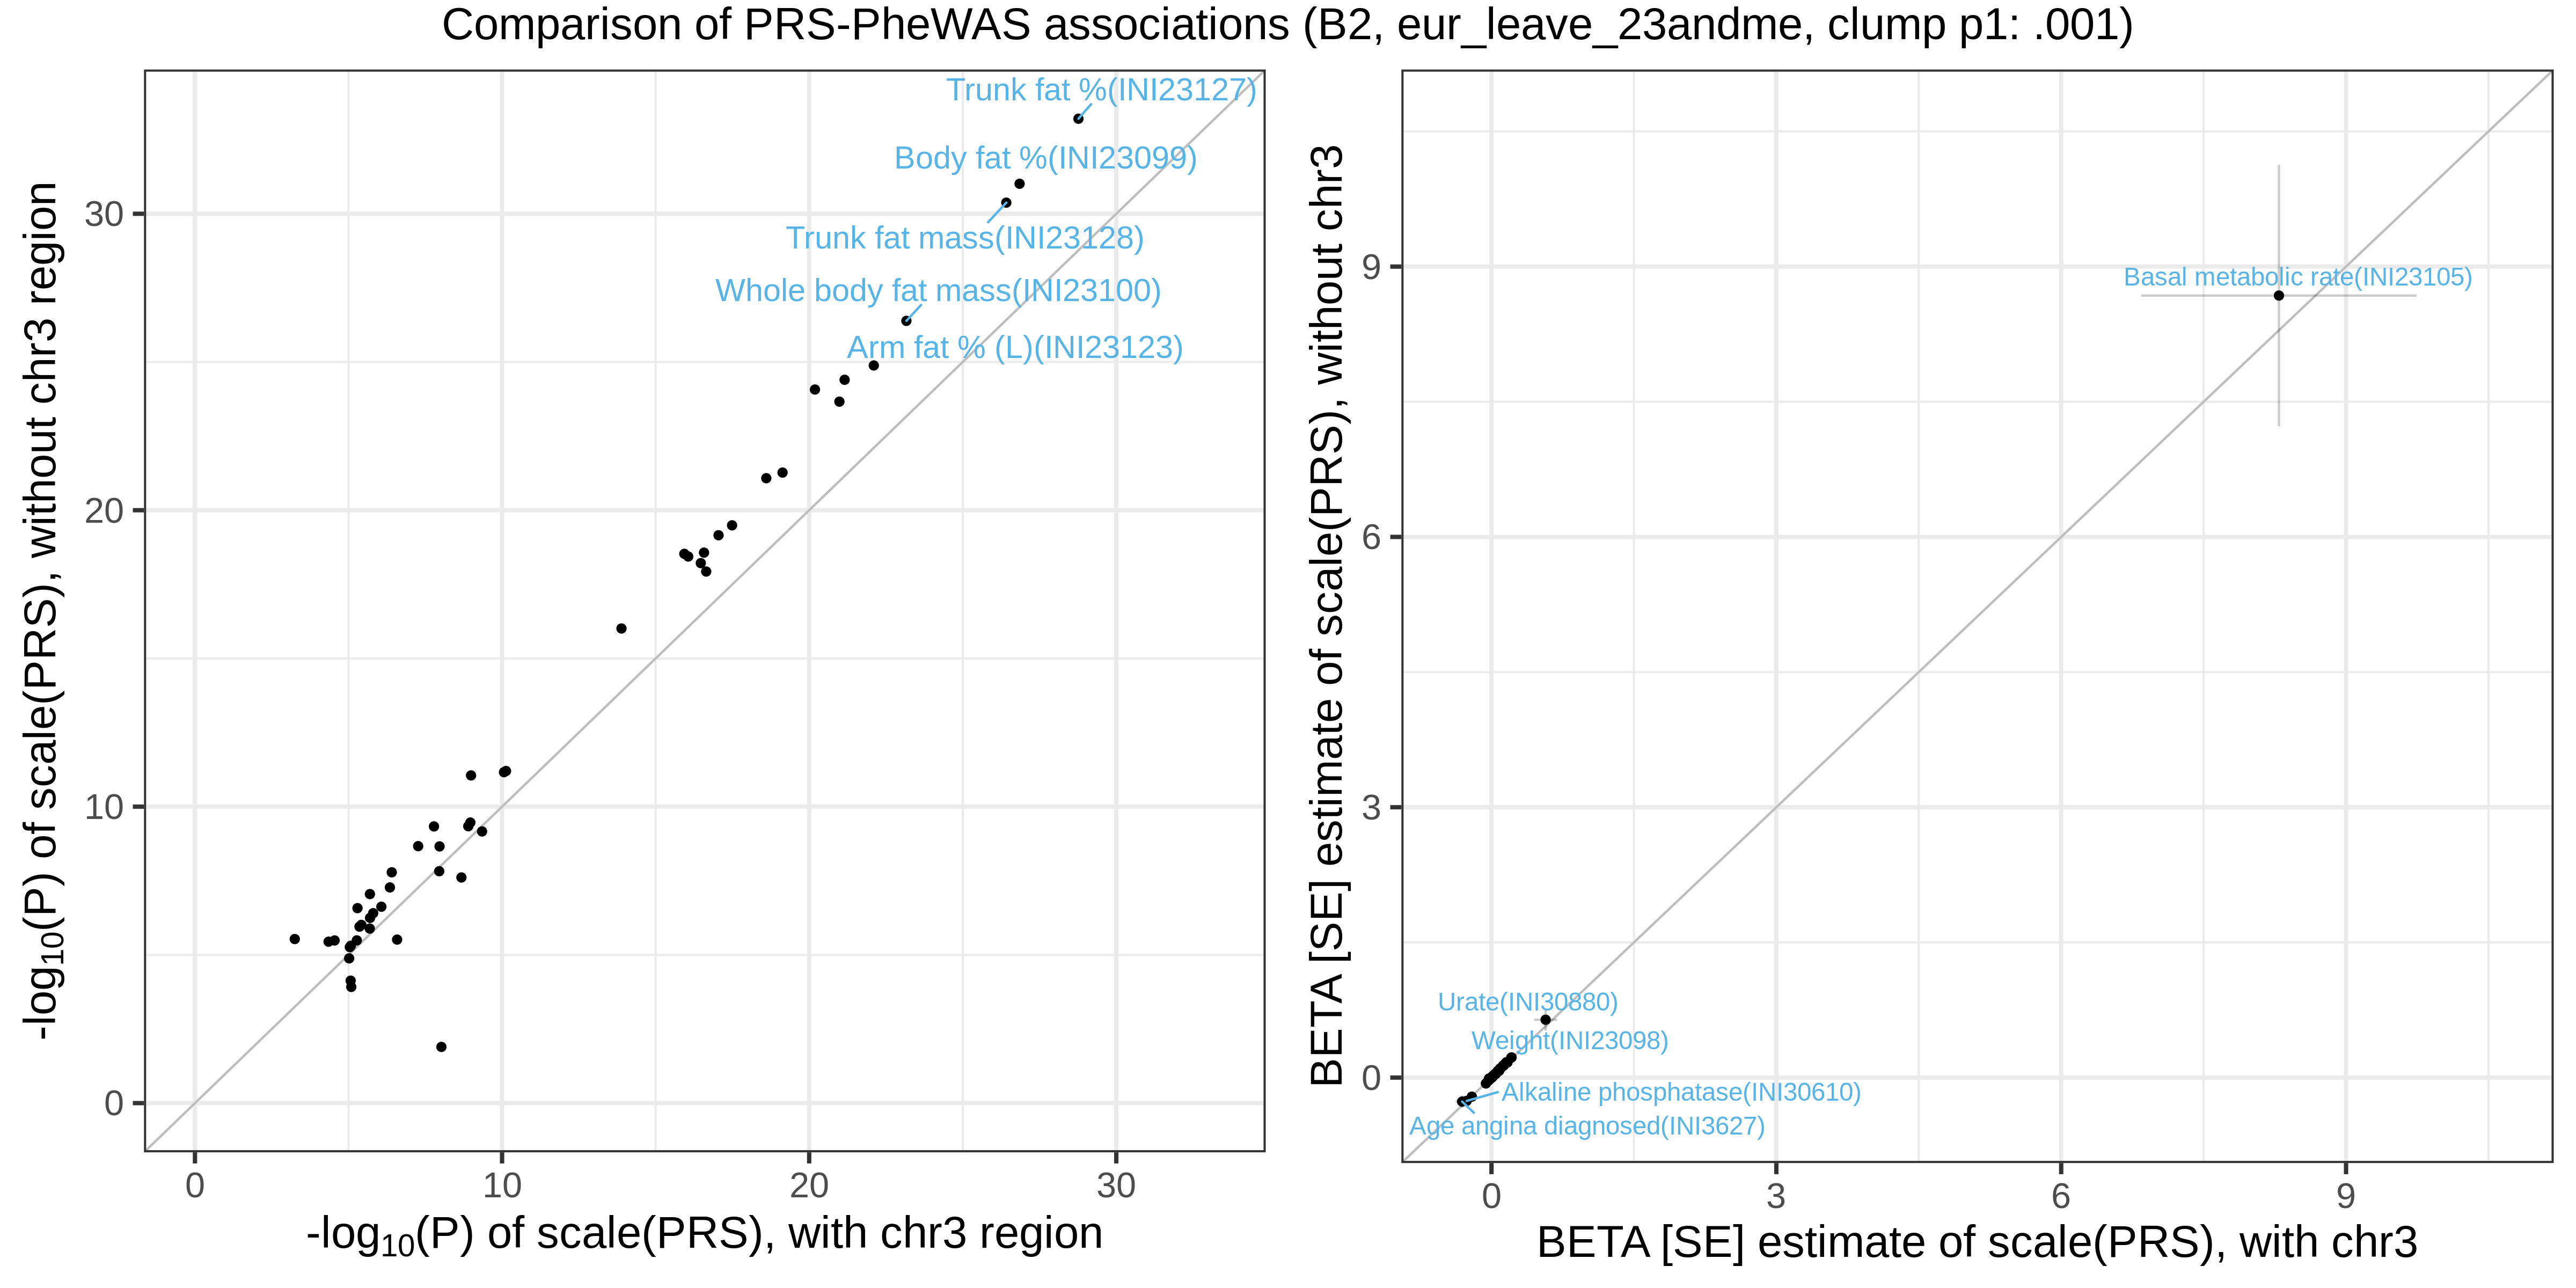 Comparison of PRS-PheWAS associations (B2, eur_leave_23andme, clump p1: .001)
-log10(P) of scale(PRS), without chr3 region
30
20
10
0
Trunk fat %(INI23127)
Body fat %(INI23099)
Trunk fat mass(INI23128)
Whole body fat mass(INI23100)
Arm fat % (L)(INI23123)
0 10 20 30
-log10(P) of scale(PRS), with chr3 region
BETA [SE] estimate of scale(PRS), without chr3
9
6
3
0
Basal metabolic rate(INI23105)
Urate(INI30880)
Weight(INI23098)
Alkaline phosphatase(INI30610)
Age angina diagnosed(INI3627)
0 3 6 9
BETA [SE] estimate of scale(PRS), with chr3